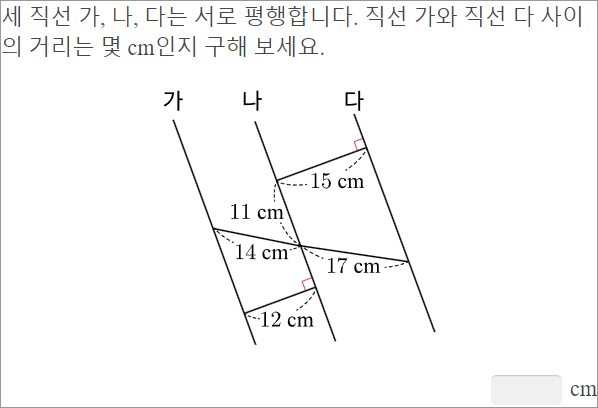 세 직선 가, 나, 다는 서로 평행합니다. 직선 가와 직선 다 사이
의 거리는 몇 cm인지 구해 보세요.
가 나 다
15 cm
11 cm
14 cm
17 cm
12 cm
cm